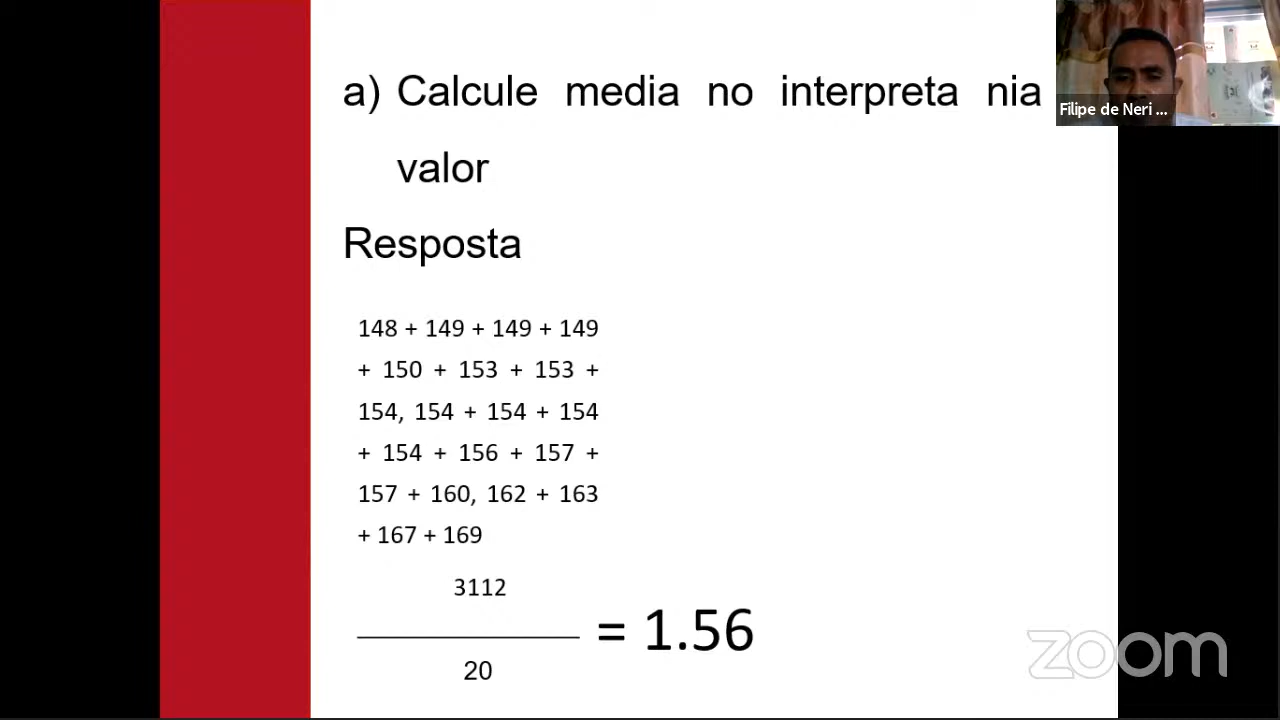 a) Calcule media no interpreta nia
valor
Resposta
148 + 149 + 149 + 149
+ 150 + 153 + 153 +
154, 154 + 154 + 154
+ 154 + 156 + 157 +
157 + 160, 162 + 163
+ 167 + 169
3112
20
= 1.56
Filipe de Neri ...
zoom